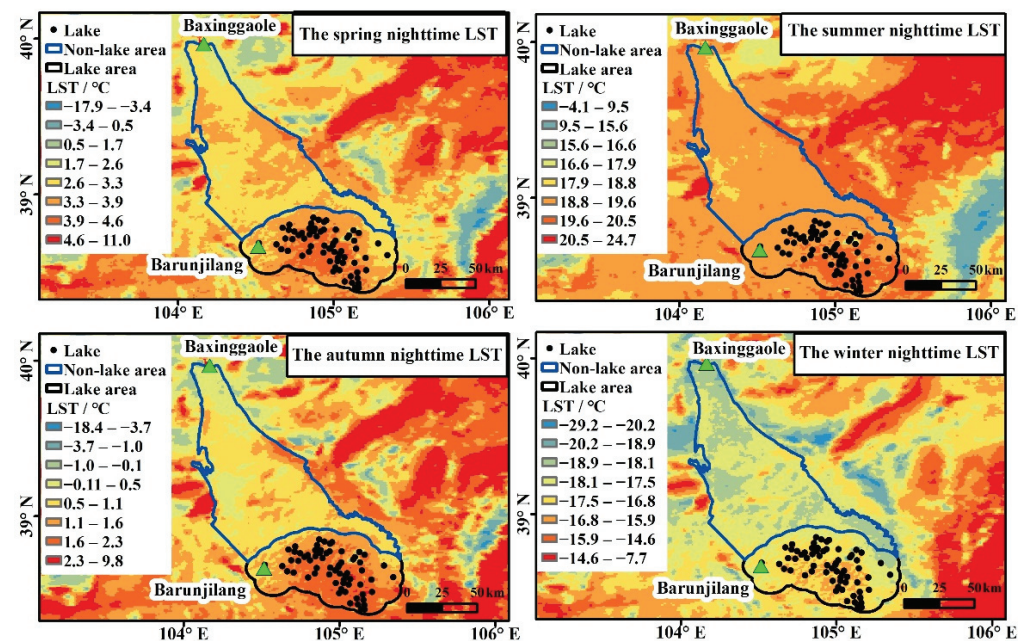 Baxinggaole
The spring nighttime LST
Lake
Non-lake area
Lake area
LST / °C
−17.9 – −3.4
−3.4 – 0.5
0.5 – 1.7
1.7 – 2.6
2.6 – 3.3
3.3 – 3.9
3.9 – 4.6
4.6 – 11.0
Barunjilang
0 25 50km
40° N
39° N
104° E
105° E
106° E
Baxinggaole
The summer nighttime LST
Lake
Non-lake area
Lake area
LST / °C
−4.1 – 9.5
9.5 – 15.6
15.6 – 16.6
16.6 – 17.9
17.9 – 18.8
18.8 – 19.6
19.6 – 20.5
20.5 – 24.7
Barunjilang
0 25 50km
40° N
39° N
104° E
105° E
106° E
Baxinggaole
The autumn nighttime LST
Lake
Non-lake area
Lake area
LST / °C
−18.4 – −3.7
−3.7 – −1.0
−1.0 – −0.1
−0.11 – 0.5
0.5 – 1.1
1.1 – 1.6
1.6 – 2.3
2.3 – 9.8
Barunjilang
0 25 50km
40° N
39° N
104° E
105° E
106° E
Baxinggaole
The winter nighttime LST
Lake
Non-lake area
Lake area
LST / °C
−29.2 – −20.2
−20.2 – −18.9
−18.9 – −18.1
−18.1 – −17.5
−17.5 – −16.8
−16.8 – −15.9
−15.9 – −14.6
−14.6 – −7.7
Barunjilang
0 25 50km
40° N
39° N
104° E
105° E
106° E